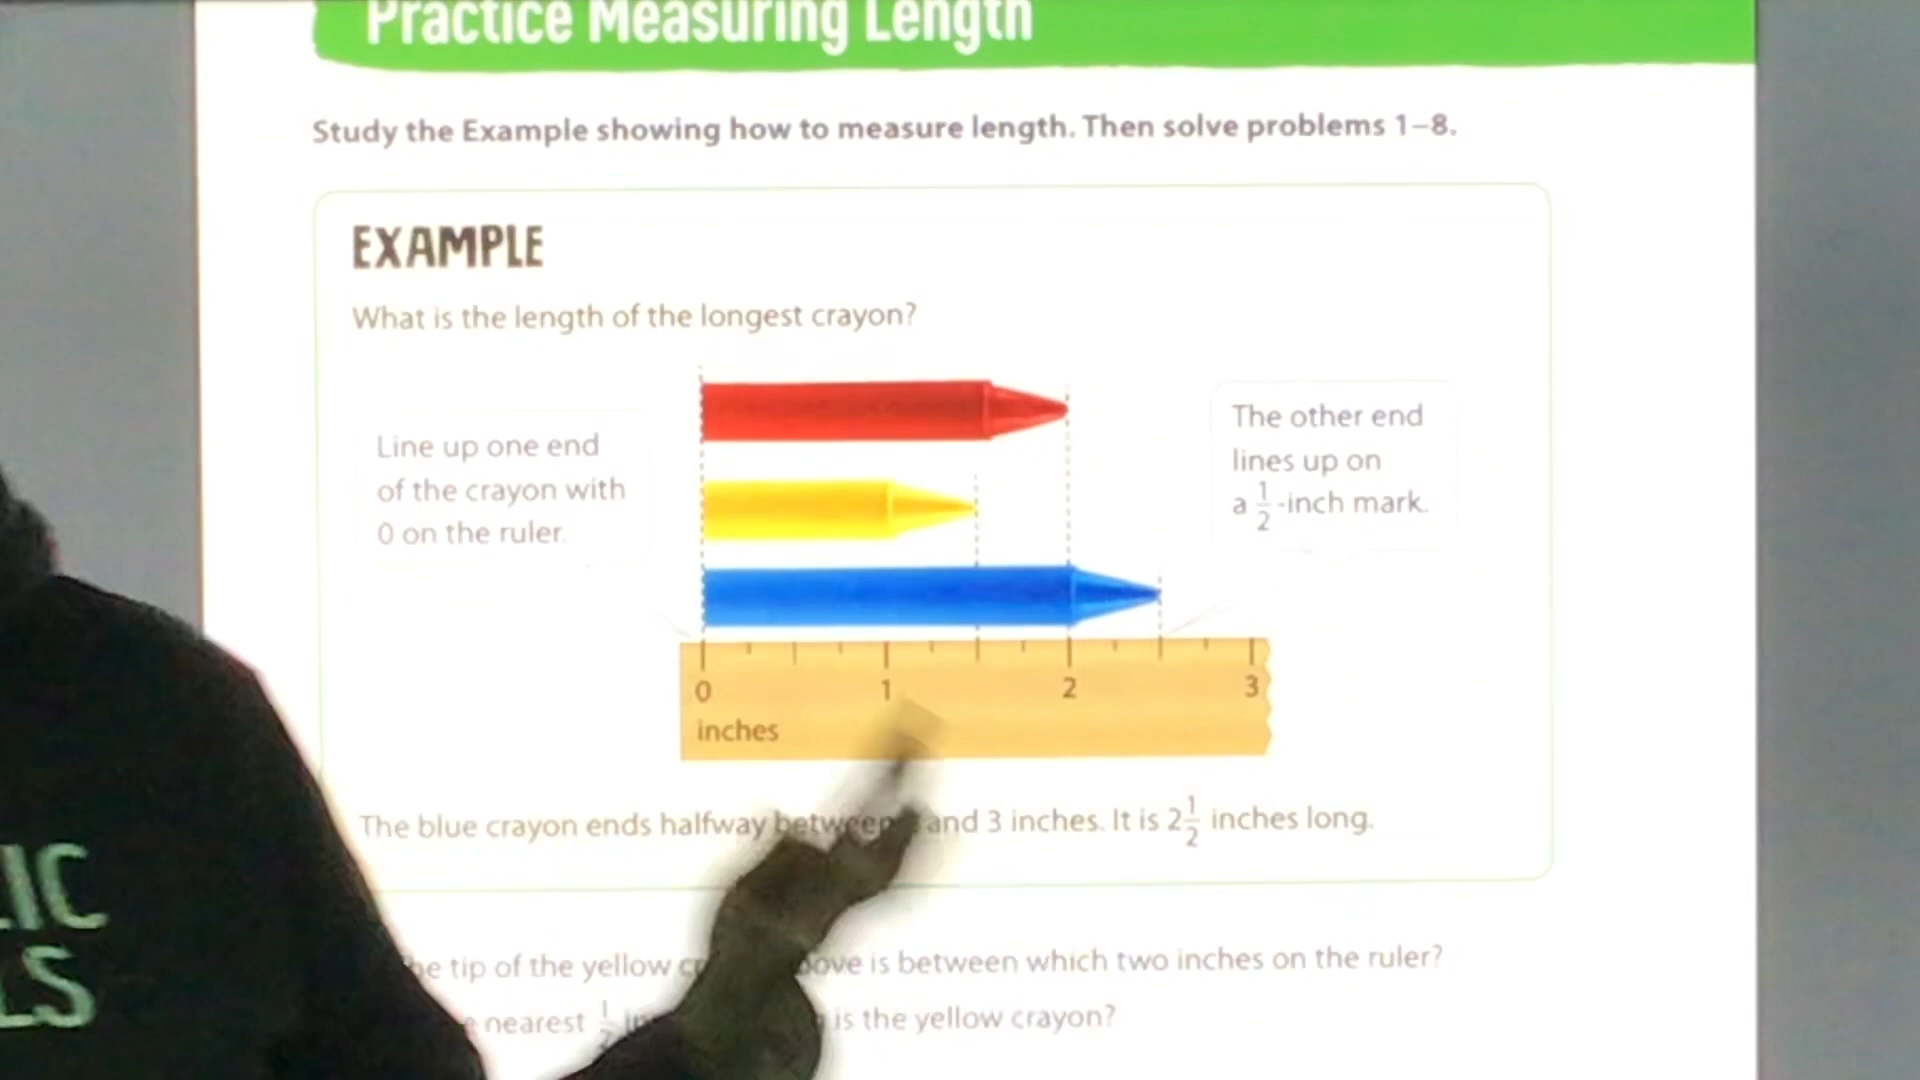 Practice Measuring Length
Study the Example showing how to measure length. Then solve problems 1–8.
EXAMPLE
What is the length of the longest crayon?
Line up one end
of the crayon with
0 on the ruler.
The other end
lines up on
a 1/2-inch mark.
0 1 2 3
inches
The blue crayon ends halfway between and 3 inches. It is 2 1/2 inches long.
tip of the yellow is between which two inches on the ruler?
nearest 1/2 is the yellow crayon?
IC
LS